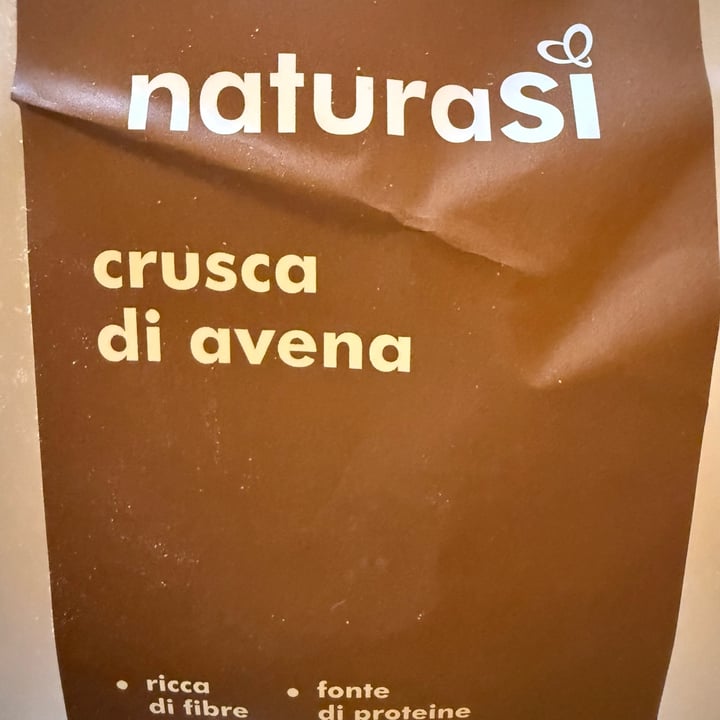 naturasì
crusca
di avena
• ricca
di fibre
• fonte
di proteine